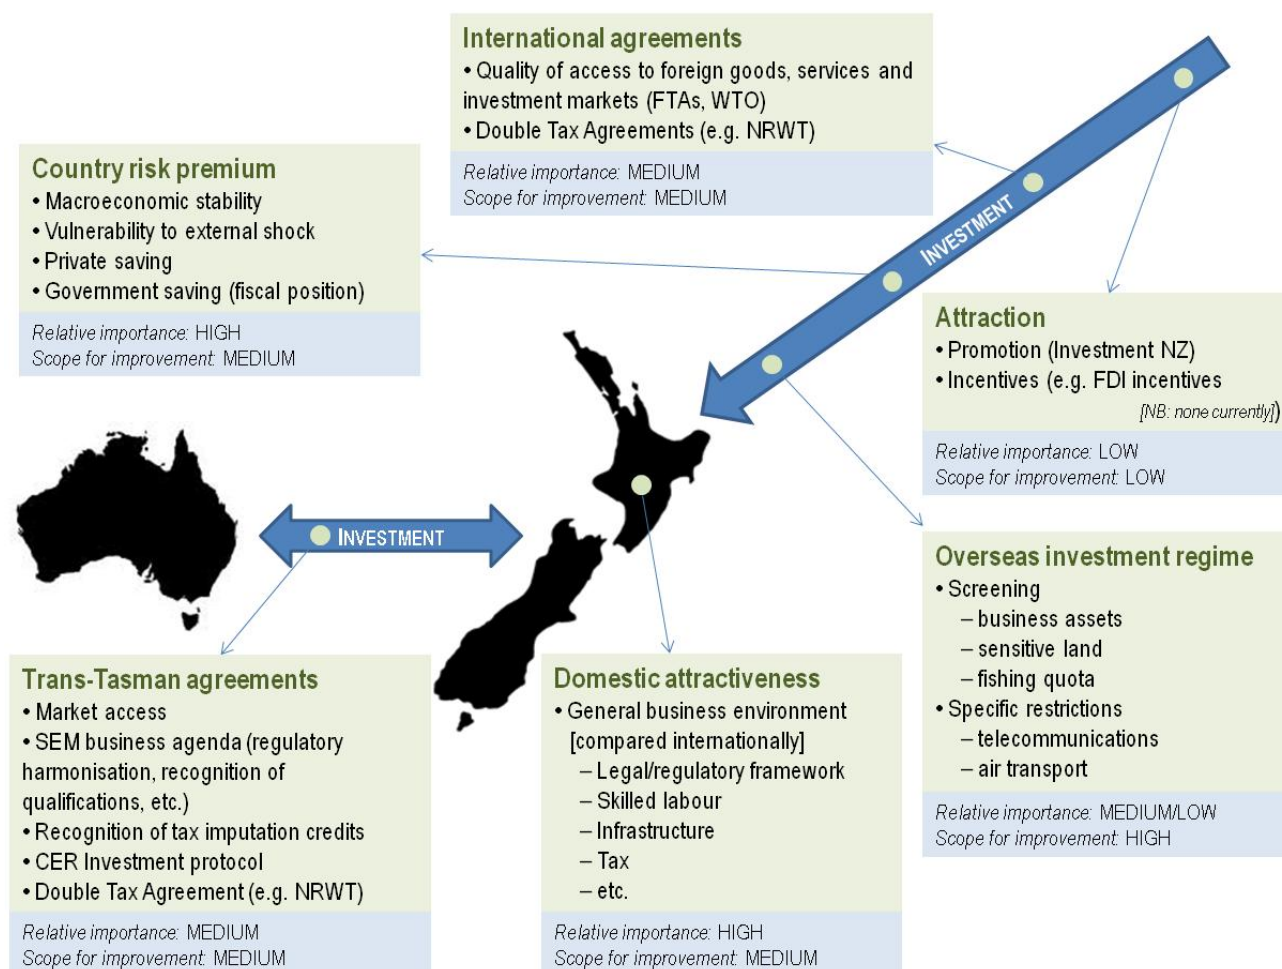 International agreements
• Quality of access to foreign goods, services and
investment markets (FTAs, WTO)
• Double Tax Agreements (e.g. NRWT)
Relative importance: MEDIUM
Scope for improvement: MEDIUM
Country risk premium
• Macroeconomic stability
• Vulnerability to external shock
• Private saving
• Government saving (fiscal position)
Relative importance: HIGH
Scope for improvement: MEDIUM
INVESTMENT
Attraction
• Promotion (Investment NZ)
• Incentives (e.g. FDI incentives
[NB: none currently])
Relative importance: LOW
Scope for improvement: LOW
INVESTMENT
Overseas investment regime
• Screening
– business assets
– sensitive land
– fishing quota
• Specific restrictions
– telecommunications
– air transport
Relative importance: MEDIUM/LOW
Scope for improvement: HIGH
Trans-Tasman agreements
• Market access
• SEM business agenda (regulatory
harmonisation, recognition of
qualifications, etc.)
• Recognition of tax imputation credits
• CER Investment protocol
• Double Tax Agreement (e.g. NRWT)
Relative importance: MEDIUM
Scope for improvement: MEDIUM
Domestic attractiveness
• General business environment
[compared internationally]
– Legal/regulatory framework
– Skilled labour
– Infrastructure
– Tax
– etc.
Relative importance: HIGH
Scope for improvement: MEDIUM